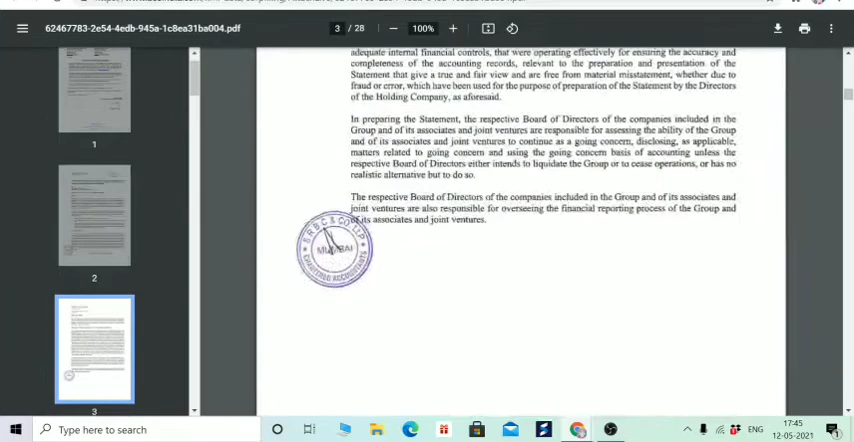 62467783-2e54-4edb-945a-1c8ea31ba004.pdf
3 / 28
100%
adequate internal financial controls, that were operating effectively for ensuring the accuracy and
completeness of the accounting records, relevant to the preparation and presentation of the
Statement that give a true and fair view and are free from material misstatement, whether due to
fraud or error, which have been used for the purpose of preparation of the Statement by the Directors
of the Holding Company, as aforesaid.
In preparing the Statement, the respective Board of Directors of the companies included in the
Group and of its associates and joint ventures are responsible for assessing the ability of the Group
and of its associates and joint ventures to continue as a going concern, disclosing, as applicable,
matters related to going concern and using the going concern basis of accounting unless the
respective Board of Directors either intends to liquidate the Group or to cease operations, or has no
realistic alternative but to do so.
The respective Board of Directors of the companies included in the Group and of its associates and
joint ventures are also responsible for overseeing the financial reporting process of the Group and
of its associates and joint ventures.
S R B C & CO LLP
MUMBAI
CHARTERED ACCOUNTANTS
1
2
3
Type here to search
ENG
17:45
12-05-2021